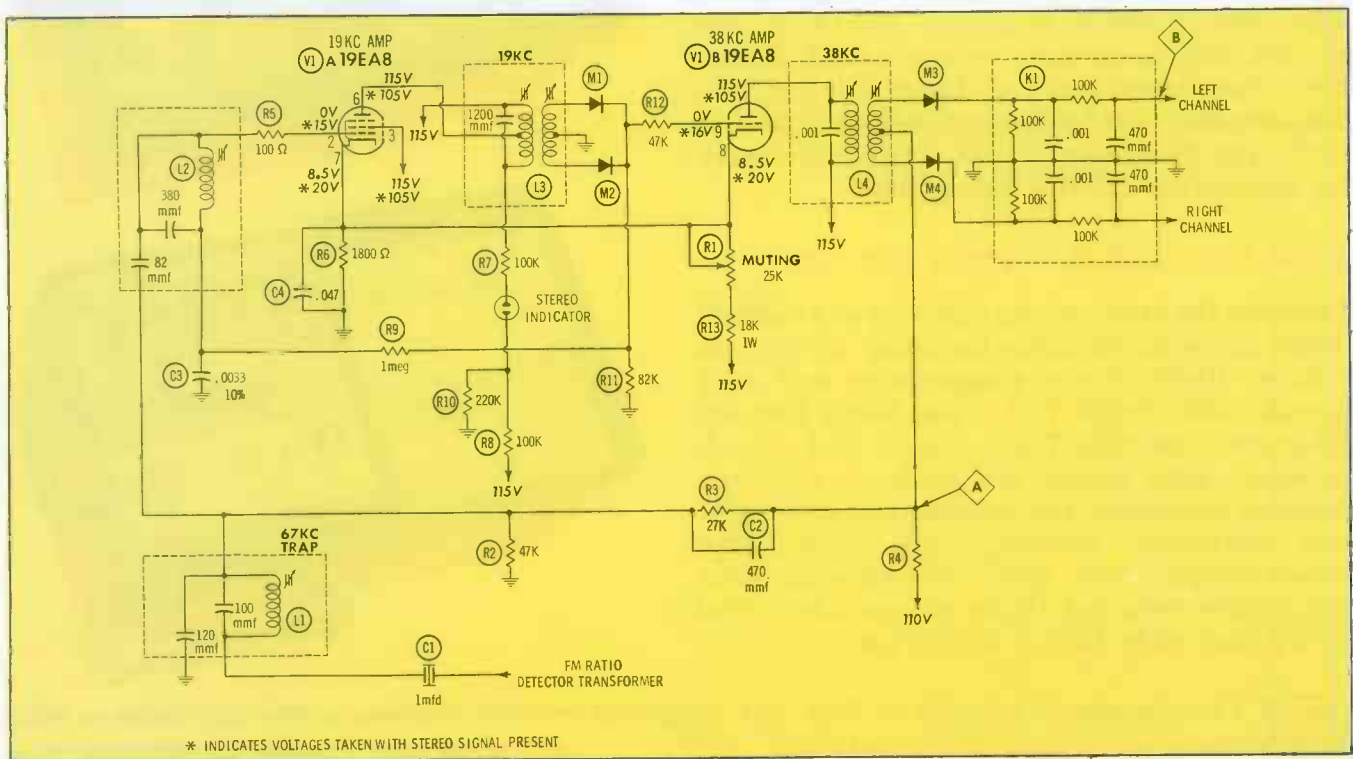 19KC AMP
V1 A 19EA8
38KC AMP
V1 B 19EA8
B
19KC
38KC
M1
M3
K1
6
115V
* 105V
115V
*105V
R5
100 Ω
0V
*15V
2
3
7
8.5V
* 20V
115V
* 105V
115V
1200
mmf
L3
M2
R12
47K
0V
*16V
9
8
8.5V
* 20V
.001
L4
M4
115V
100K
100K
.001
470
mmf
LEFT
CHANNEL
100K
.001
470
mmf
100K
RIGHT
CHANNEL
L2
380
mmf
82
mmf
R6
1800 Ω
C4
.047
R7
100K
STEREO
INDICATOR
R1
MUTING
25K
R13
18K
1W
115V
R9
1meg
C3
.0033
10%
R11
82K
R10
220K
R8
100K
115V
A
67KC
TRAP
R2
47K
R3
27K
C2
470
mmf
R4
110V
100
mmf
L1
120
mmf
C1
1mfd
FM RATIO
DETECTOR TRANSFORMER
* INDICATES VOLTAGES TAKEN WITH STEREO SIGNAL PRESENT